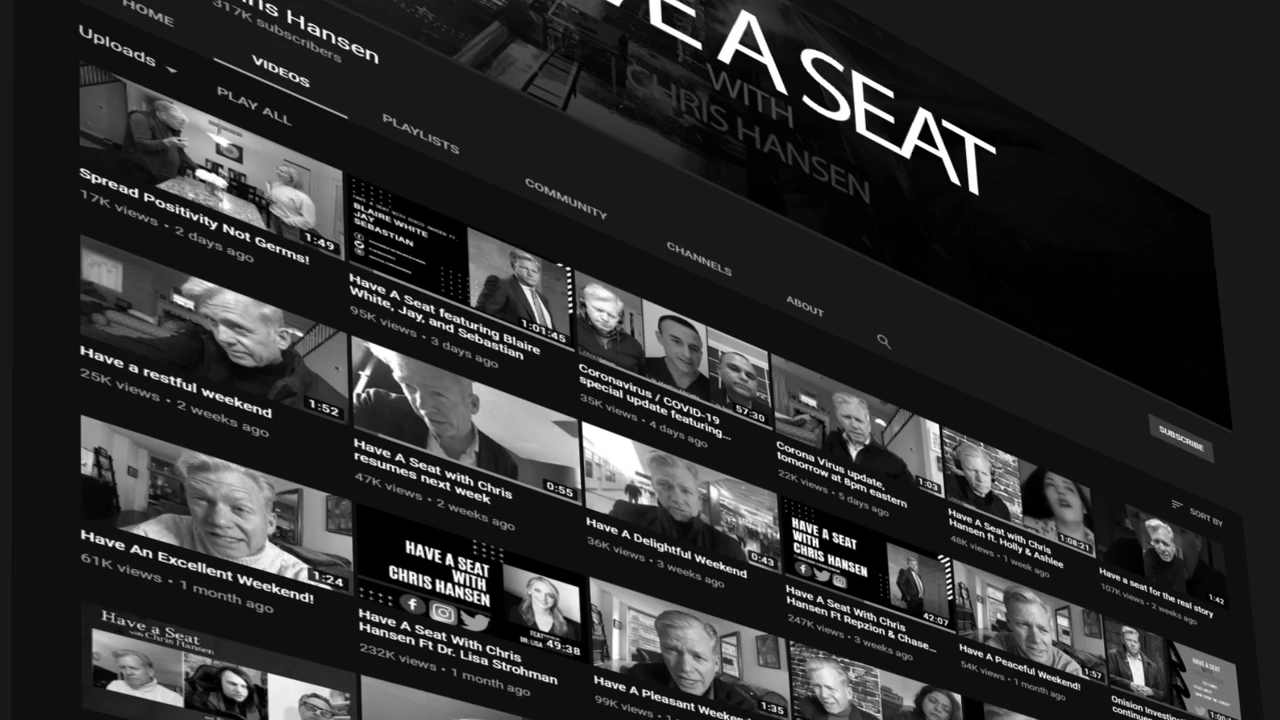 VE A SEAT
WITH
CHRIS HANSEN
ris Hansen
317K subscribers
HOME
VIDEOS
PLAYLISTS
COMMUNITY
CHANNELS
ABOUT
SUBSCRIBE
Uploads
PLAY ALL
SORT BY
1:49
Spread Positivity Not Germs!
17K views • 2 days ago
BLAIRE WHITE
JAY
SEBASTIAN
1:01:45
Have A Seat featuring Blaire
White, Jay, and Sebastian
95K views • 3 days ago
57:30
Coronavirus / COVID-19
special update featuring...
35K views • 4 days ago
1:03
Corona Virus update,
tomorrow at 8pm eastern
22K views • 5 days ago
1:08:21
Have A Seat with Chris
Hansen ft. Holly & Ashlee
48K views • 1 week ago
1:42
Have a seat for the real story
107K views • 2 weeks ago
1:52
Have a restful weekend
25K views • 2 weeks ago
0:55
Have A Seat with Chris
resumes next week
47K views • 2 weeks ago
0:43
Have A Delightful Weekend
36K views • 3 weeks ago
HAVE A SEAT
WITH
CHRIS HANSEN
42:07
Have A Seat With Chris
Hansen Ft Repzion & Chase...
247K views • 3 weeks ago
1:57
Have A Peaceful Weekend!
54K views • 1 month ago
HAVE A SEAT
Onision Investiga
continues
1:24
Have An Excellent Weekend!
61K views • 1 month ago
HAVE A SEAT
WITH
CHRIS HANSEN
DR. LISA
49:38
Have A Seat With Chris
Hansen Ft Dr. Lisa Strohman
232K views • 1 month ago
1:35
Have A Pleasant Weeken
99K views • 1 mon
Have a Seat
with Chris Hansen